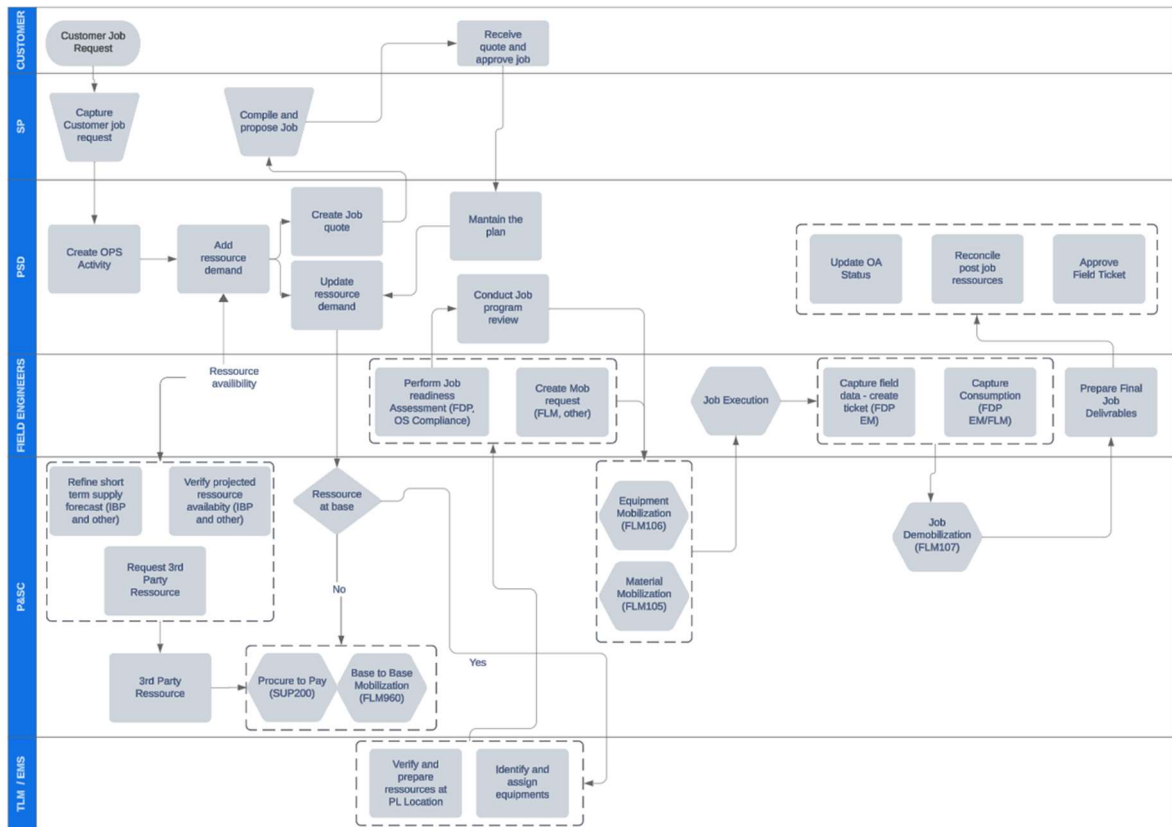 CUSTOMER
Customer Job
Request
Receive
quote and
approve job
SP
Capture
Customer job
request
Compile and
propose Job
PSD
Create OPS
Activity
Add
ressource
demand
Create Job
quote
Update
ressource
demand
Mantain the
plan
Conduct Job
program
review
Update OA
Status
Reconcile
post job
ressources
Approve
Field Ticket
FIELD ENGINEERS
Ressource
availibility
Perform Job
readiness
Assessment (FDP,
OS Compliance)
Create Mob
request
(FLM, other)
Job Execution
Capture field
data - create
ticket (FDP
EM)
Capture
Consumption
(FDP
EM/FLM)
Prepare Final
Job
Delivrables
P&SC
Refine short
term supply
forecast (IBP
and other)
Verify projected
ressource
availabity (IBP
and other)
Request 3rd
Party
Ressource
Ressource
at base
No
Yes
Equipment
Mobilization
(FLM106)
Material
Mobilization
(FLM105)
Job
Demobilization
(FLM107)
3rd Party
Ressource
Procure to Pay
(SUP200)
Base to Base
Mobilization
(FLM960)
TLM / EMS
Verify and
prepare
ressources at
PL Location
Identify and
assign
equipments